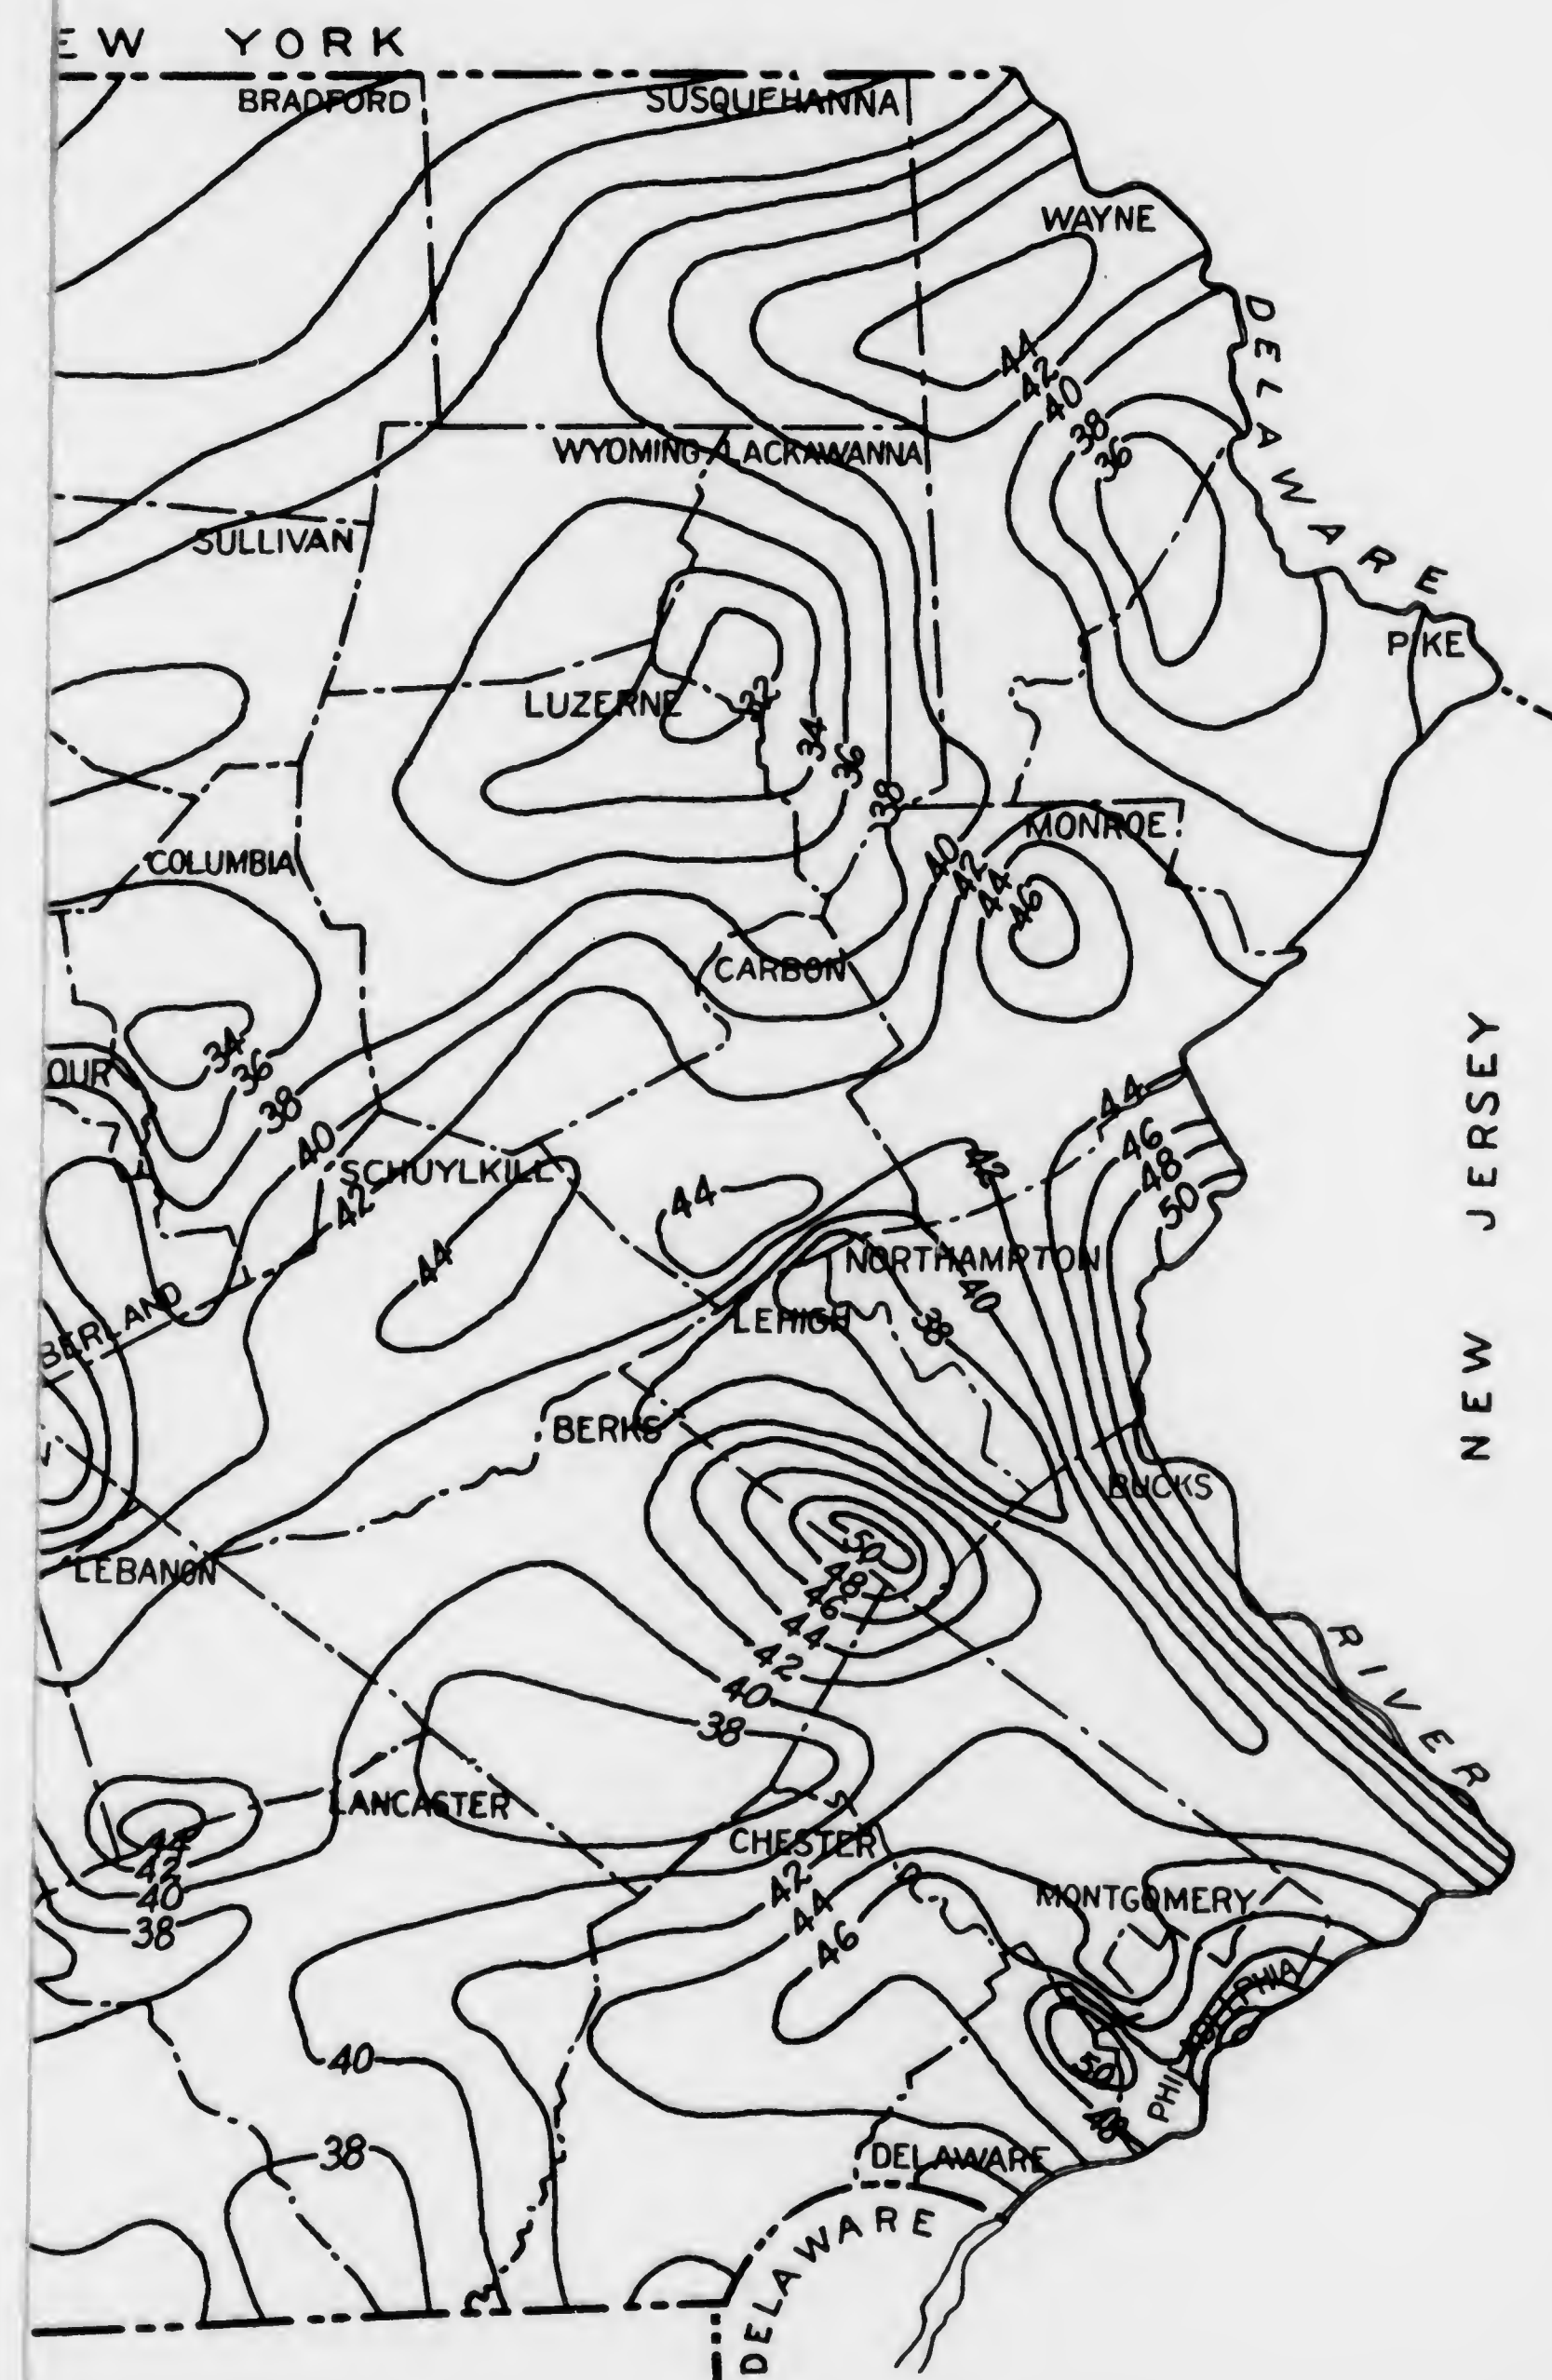 EW YORK
BRADFORD
SUSQUEHANNA
WAYNE
DELAWARE
44
42
40
38
36
WYOMING
LACKAWANNA
SULLIVAN
PIKE
LUZERNE
32
34
36
38
MONROE
40
42
44
46
COLUMBIA
CARBON
34
36
OUR
38
40
44
46
48
50
SCHUYLKILL
42
44
42
44
NORTHAMPTON
40
38
BERLAND
LEHIGH
NEW JERSEY
BERKS
BUCKS
50
48
46
44
42
40
38
LEBANON
RIVER
LANCASTER
44
42
40
38
CHESTER
42
44
46
MONTGOMERY
40
50
48
38
DELAWARE
DELAWARE